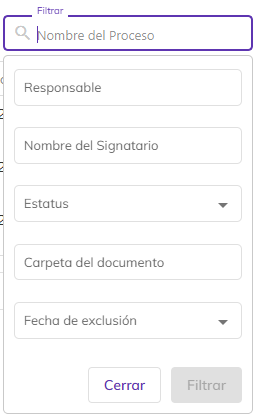 Filtrar
Nombre del Proceso
Responsable
Nombre del Signatario
Estatus
Carpeta del documento
Fecha de exclusión
Cerrar
Filtrar